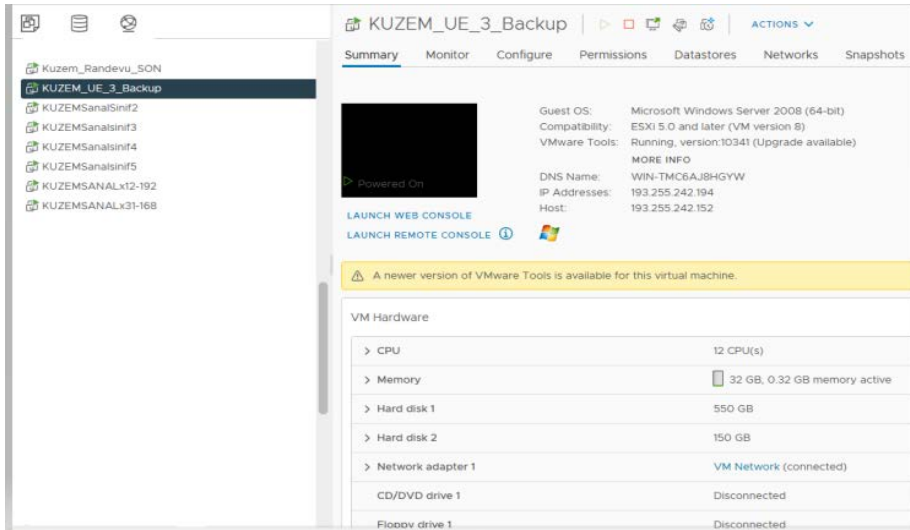 Kuzem_Randevu_SON
KUZEM_UE_3_Backup
KUZEMSanalSinif2
KUZEMSanalsinif3
KUZEMSanalsinif4
KUZEMSanalsinif5
KUZEMSANALx12-192
KUZEMSANALx31-168
KUZEM_UE_3_Backup ACTIONS
Summary Monitor Configure Permissions Datastores Networks Snapshots
Powered On
LAUNCH WEB CONSOLE
LAUNCH REMOTE CONSOLE
Guest OS: Microsoft Windows Server 2008 (64-bit)
Compatibility: ESXi 5.0 and later (VM version 8)
VMware Tools: Running, version:10341 (Upgrade available)
MORE INFO
DNS Name: WIN-TMC6AJ8HGYW
IP Addresses: 193.255.242.194
Host: 193.255.242.152
A newer version of VMware Tools is available for this virtual machine.
VM Hardware
CPU 12 CPU(s)
Memory 32 GB, 0.32 GB memory active
Hard disk 1 550 GB
Hard disk 2 150 GB
Network adapter 1 VM Network (connected)
CD/DVD drive 1 Disconnected
Floppy drive 1 Disconnected